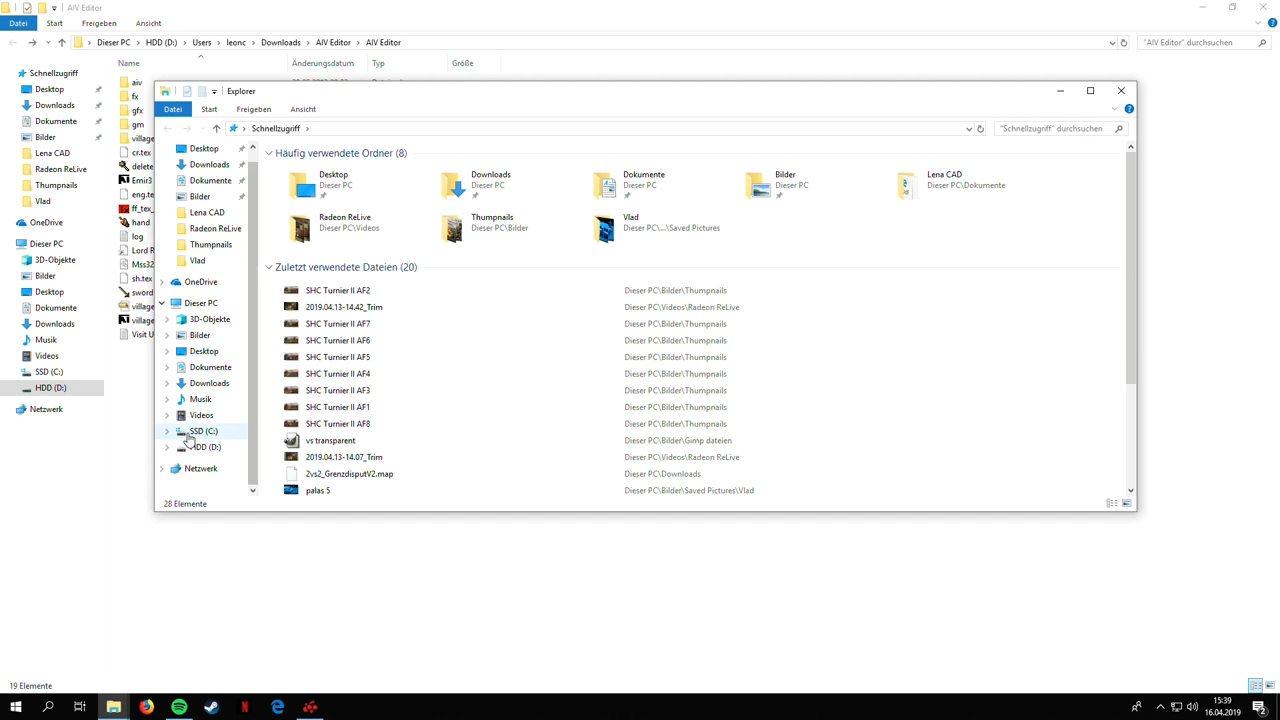 AIV Editor
Datei Start Freigeben Ansicht
Dieser PC HDD (D:) Users leonc Downloads AIV Editor AIV Editor
"AIV Editor" durchsuchen
Name Änderungsdatum Typ Größe
Schnellzugriff
Desktop
Downloads
Dokumente
Bilder
Lena CAD
Radeon ReLive
Thumpnails
Vlad
OneDrive
Dieser PC
3D-Objekte
Bilder
Desktop
Dokumente
Downloads
Musik
Videos
SSD (C:)
HDD (D:)
Netzwerk
aiv
fx
gfx
gm
village
cr.tex
delete
Emir3
eng.te
ff_tex_
hand
log
Lord R
Mss32
sh.tex
sword
village
village
Visit U
Explorer
Datei Start Freigeben Ansicht
Schnellzugriff
"Schnellzugriff" durchsuchen
Desktop
Downloads
Dokumente
Bilder
Lena CAD
Radeon ReLive
Thumpnails
Vlad
OneDrive
Dieser PC
3D-Objekte
Bilder
Desktop
Dokumente
Downloads
Musik
Videos
SSD (C:)
HDD (D:)
Netzwerk
Häufig verwendete Ordner (8)
Desktop
Dieser PC
Downloads
Dieser PC
Dokumente
Dieser PC
Bilder
Dieser PC
Lena CAD
Dieser PC\Dokumente
Radeon ReLive
Dieser PC\Videos
Thumpnails
Dieser PC\Bilder
Vlad
Dieser PC\...\Saved Pictures
Zuletzt verwendete Dateien (20)
SHC Turnier II AF2 Dieser PC\Bilder\Thumpnails
2019.04.13-14.42_Trim Dieser PC\Videos\Radeon ReLive
SHC Turnier II AF7 Dieser PC\Bilder\Thumpnails
SHC Turnier II AF6 Dieser PC\Bilder\Thumpnails
SHC Turnier II AF5 Dieser PC\Bilder\Thumpnails
SHC Turnier II AF4 Dieser PC\Bilder\Thumpnails
SHC Turnier II AF3 Dieser PC\Bilder\Thumpnails
SHC Turnier II AF1 Dieser PC\Bilder\Thumpnails
SHC Turnier II AF8 Dieser PC\Bilder\Thumpnails
vs transparent Dieser PC\Bilder\Gimp dateien
2019.04.13-14.07_Trim Dieser PC\Videos\Radeon ReLive
2vs2_GrenzdisputV2.map Dieser PC\Downloads
palas 5 Dieser PC\Bilder\Saved Pictures\Vlad
28 Elemente
19 Elemente
15:39
16.04.2019